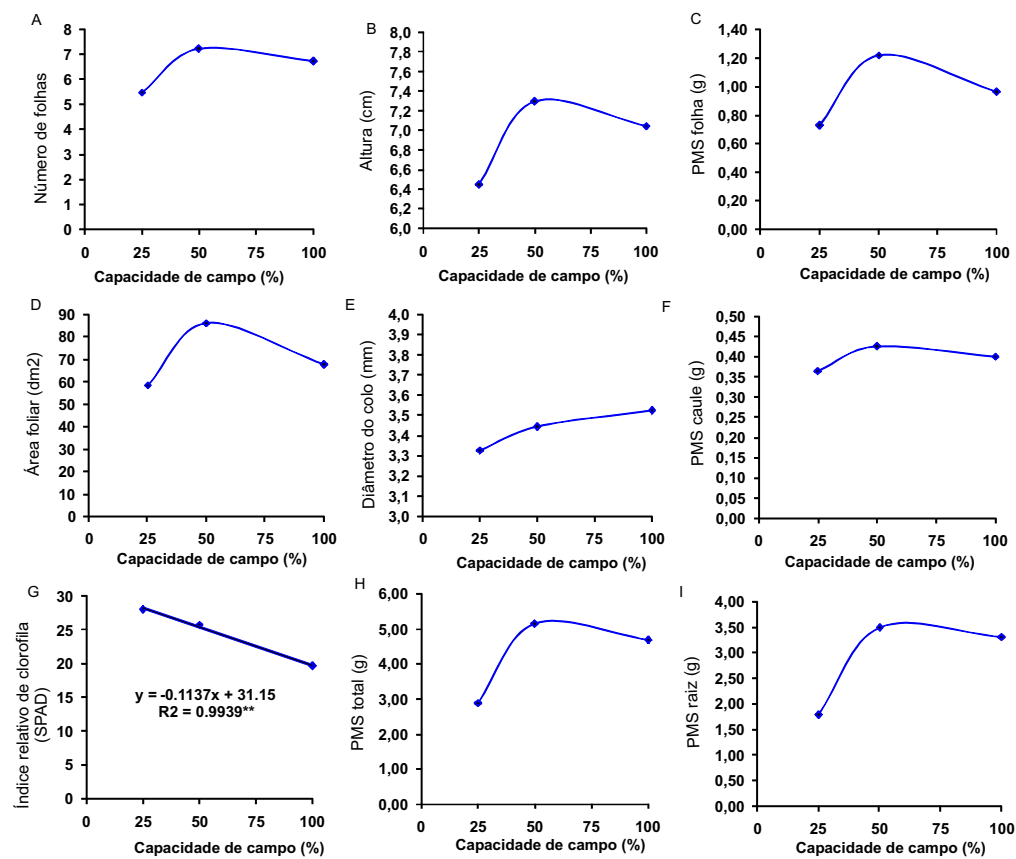 A
8
7
6
5
4
3
2
1
0
Número de folhas
0 25 50 75 100
Capacidade de campo (%)
B
8,0
7,8
7,6
7,4
7,2
7,0
6,8
6,6
6,4
6,2
6,0
Altura (cm)
0 25 50 75 100
Capacidade de campo (%)
C
1,40
1,20
1,00
0,80
0,60
0,40
0,20
0,00
PMS folha (g)
0 25 50 75 100
Capacidade de campo (%)
D
90
80
70
60
50
40
30
20
10
0
Área foliar (dm2)
0 25 50 75 100
Capacidade de campo (%)
E
4,0
3,9
3,8
3,7
3,6
3,5
3,4
3,3
3,2
3,1
3,0
Diâmetro do colo (mm)
0 25 50 75 100
Capacidade de campo (%)
F
0,50
0,45
0,40
0,35
0,30
0,25
0,20
0,15
0,10
0,05
0,00
PMS caule (g)
0 25 50 75 100
Capacidade de campo (%)
G
30
25
20
15
10
5
0
Índice relativo de clorofila
(SPAD)
y = -0.1137x + 31.15
R2 = 0.9939**
0 25 50 75 100
Capacidade de campo (%)
H
6,00
5,00
4,00
3,00
2,00
1,00
0,00
PMS total (g)
0 25 50 75 100
Capacidade de campo (%)
I
4,00
3,50
3,00
2,50
2,00
1,50
1,00
0,50
0,00
PMS raiz (g)
0 25 50 75 100
Capacidade de campo (%)